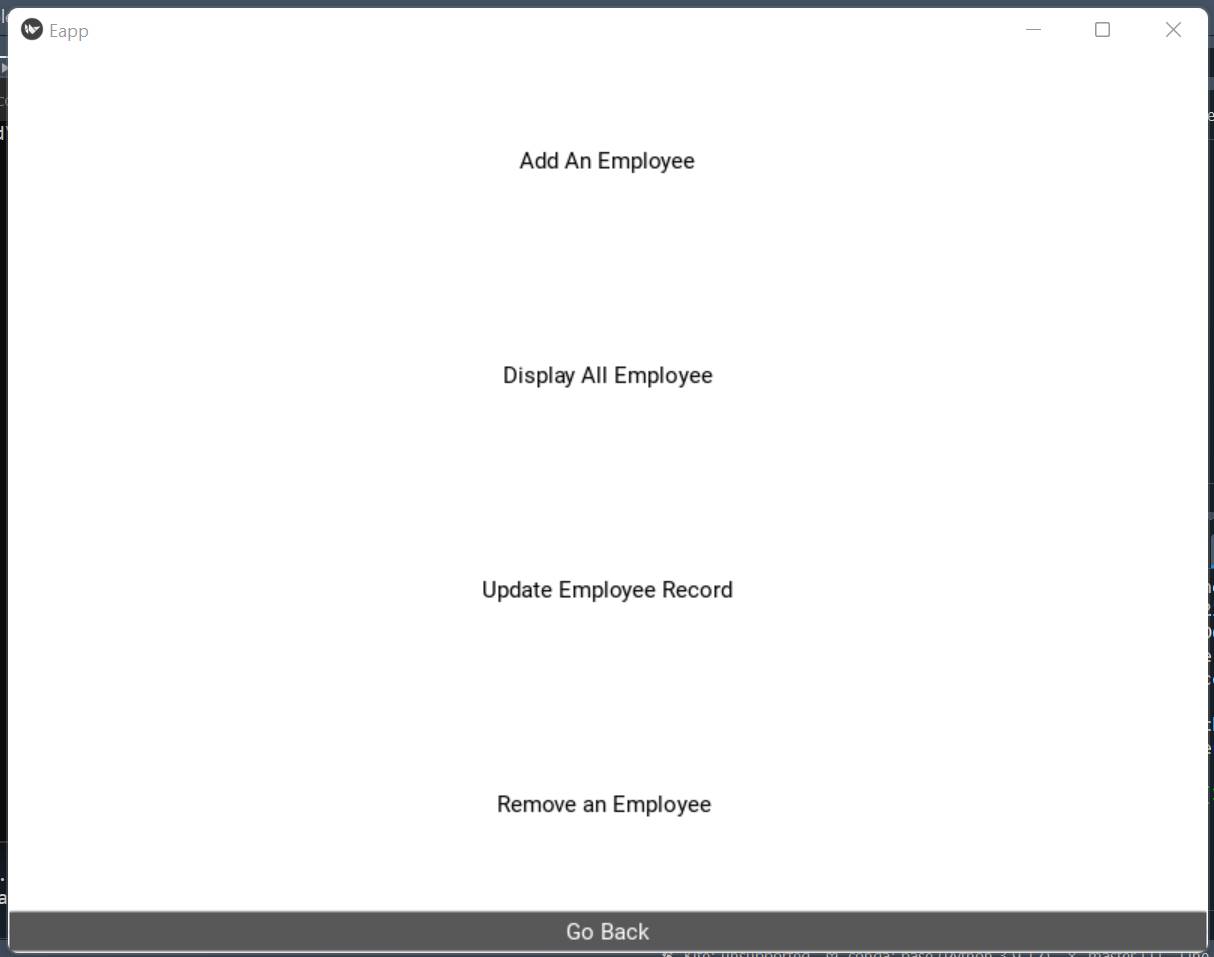 Eapp
Add An Employee
Display All Employee
Update Employee Record
Remove an Employee
Go Back